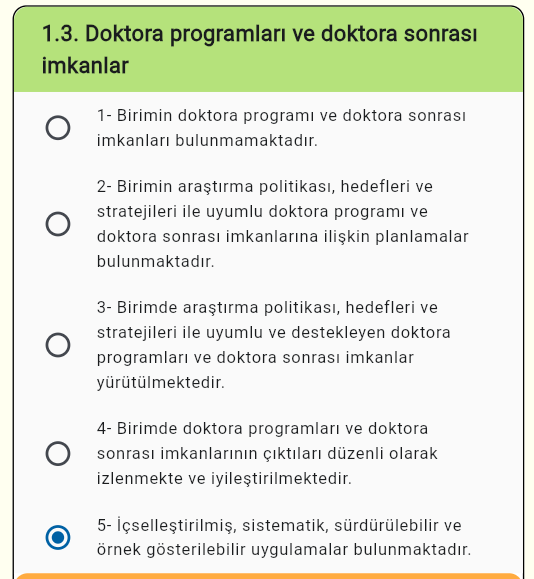 1.3. Doktora programları ve doktora sonrası
imkanlar
1- Birimin doktora programı ve doktora sonrası
imkanları bulunmamaktadır.
2- Birimin araştırma politikası, hedefleri ve
stratejileri ile uyumlu doktora programı ve
doktora sonrası imkanlarına ilişkin planlamalar
bulunmaktadır.
3- Birimde araştırma politikası, hedefleri ve
stratejileri ile uyumlu ve destekleyen doktora
programları ve doktora sonrası imkanlar
yürütülmektedir.
4- Birimde doktora programları ve doktora
sonrası imkanlarının çıktıları düzenli olarak
izlenmekte ve iyileştirilmektedir.
5- İçselleştirilmiş, sistematik, sürdürülebilir ve
örnek gösterilebilir uygulamalar bulunmaktadır.